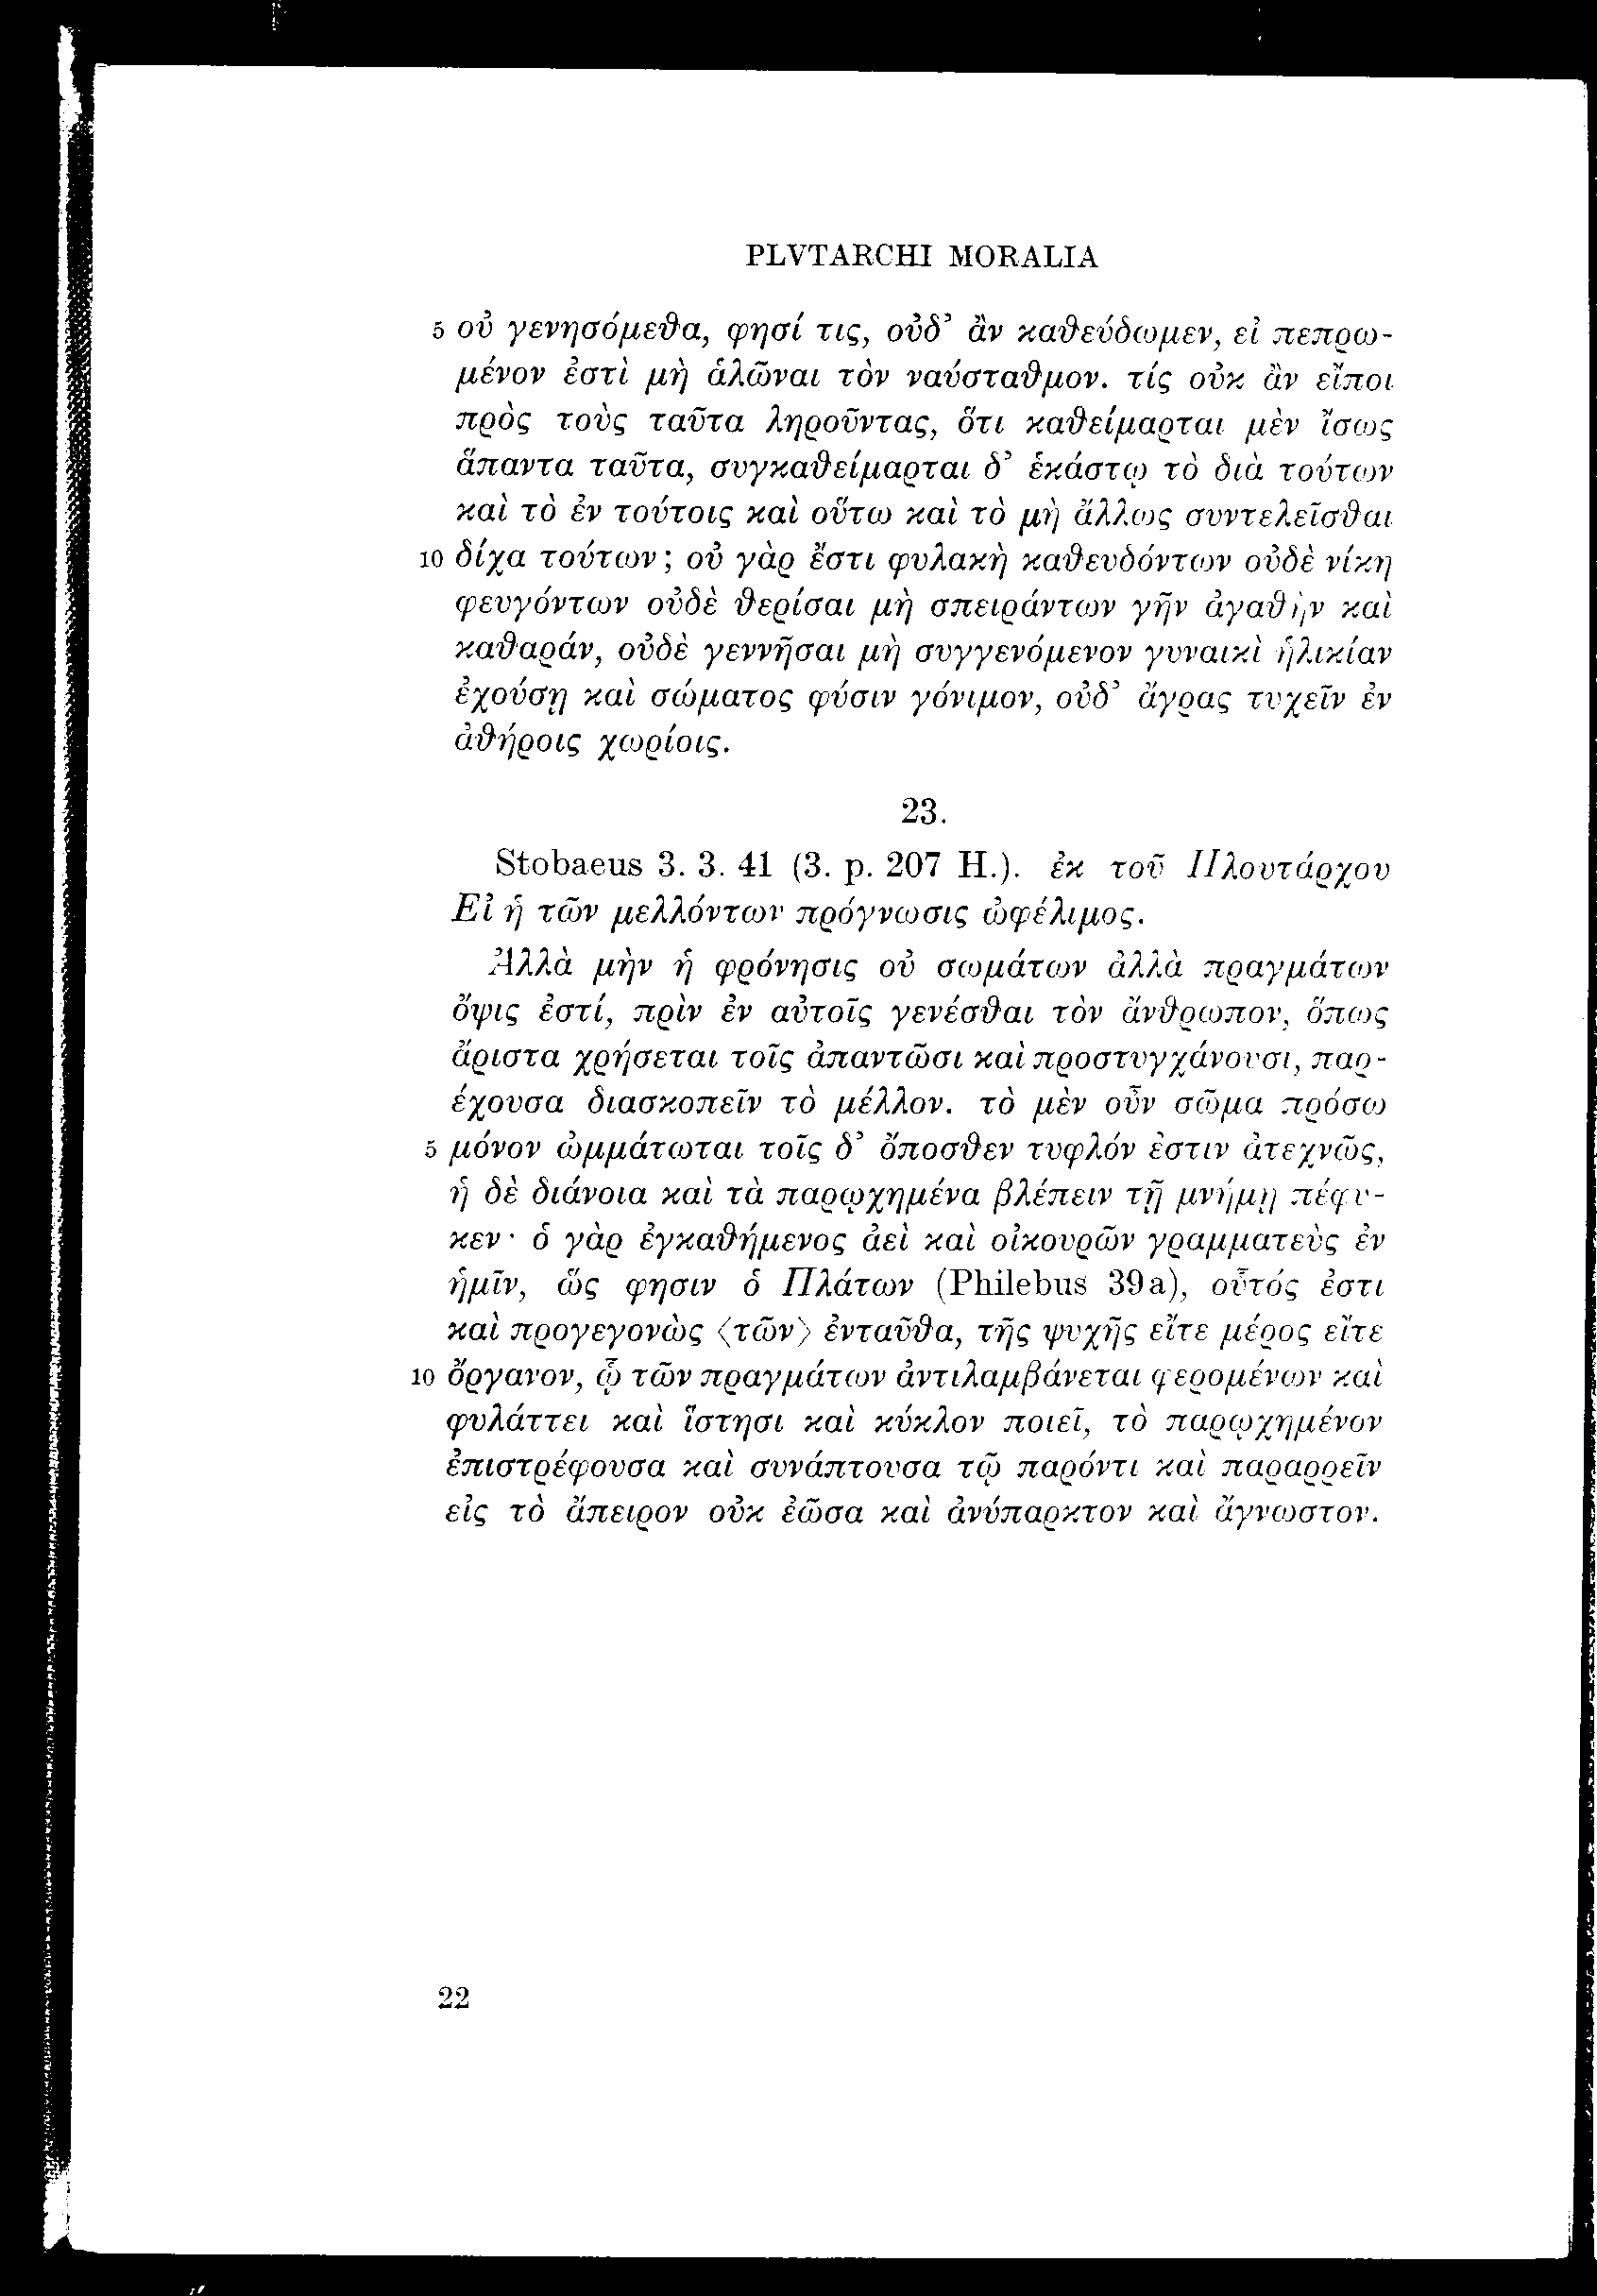 PLVTARCHI MORALIA
5 οὐ γενησόμεθα, φησί τις, οὐδ’ ἂν καθεύδωμεν, εἰ πεπρω-
μένον ἐστὶ μὴ ἁλῶναι τὸν ναύσταθμον. τίς οὐκ ἂν εἴποι
πρὸς τοὺς ταῦτα ληροῦντας, ὅτι καθείμαρται μὲν ἴσως
ἅπαντα ταῦτα, συγκαθείμαρται δ’ ἑκάστῳ τὸ διὰ τούτων
καὶ τὸ ἐν τούτοις καὶ οὕτω καὶ τὸ μὴ ἄλλως συντελεῖσθαι
10 δίχα τούτων; οὐ γὰρ ἔστι φυλακὴ καθευδόντων οὐδὲ νίκη
φευγόντων οὐδὲ θερίσαι μὴ σπειράντων γῆν ἀγαθὴν καὶ
καθαράν, οὐδὲ γεννῆσαι μὴ συγγενόμενον γυναικὶ ἡλικίαν
ἐχούσῃ καὶ σώματος φύσιν γόνιμον, οὐδ’ ἄγρας τυχεῖν ἐν
ἀθήροις χωρίοις.
23.
Stobaeus 3. 3. 41 (3. p. 207 H.). ἐκ τοῦ Πλουτάρχου
Εἰ ἡ τῶν μελλόντων πρόγνωσις ὠφέλιμος.
Ἀλλὰ μὴν ἡ φρόνησις οὐ σωμάτων ἀλλὰ πραγμάτων
ὄψις ἐστί, πρὶν ἐν αὐτοῖς γενέσθαι τὸν ἄνθρωπον, ὅπως
ἄριστα χρήσεται τοῖς ἀπαντῶσι καὶ προστυγχάνουσι, παρ-
έχουσα διασκοπεῖν τὸ μέλλον. τὸ μὲν οὖν σῶμα πρόσω
5 μόνον ὠμμάτωται τοῖς δ’ ὄποσθεν τυφλόν ἐστιν ἀτεχνῶς,
ἡ δὲ διάνοια καὶ τὰ παρῳχημένα βλέπειν τῇ μνήμῃ πέφυ-
κεν· ὁ γὰρ ἐγκαθήμενος ἀεὶ καὶ οἰκουρῶν γραμματεὺς ἐν
ἡμῖν, ὥς φησιν ὁ Πλάτων (Philebus 39a), οὗτός ἐστι
καὶ προγεγονὼς ⟨τῶν⟩ ἐνταῦθα, τῆς ψυχῆς εἴτε μέρος εἴτε
10 ὄργανον, ᾧ τῶν πραγμάτων ἀντιλαμβάνεται φερομένων καὶ
φυλάττει καὶ ἵστησι καὶ κύκλον ποιεῖ, τὸ παρῳχημένον
ἐπιστρέφουσα καὶ συνάπτουσα τῷ παρόντι καὶ παραρρεῖν
εἰς τὸ ἄπειρον οὐκ ἐῶσα καὶ ἀνύπαρκτον καὶ ἄγνωστον.
22